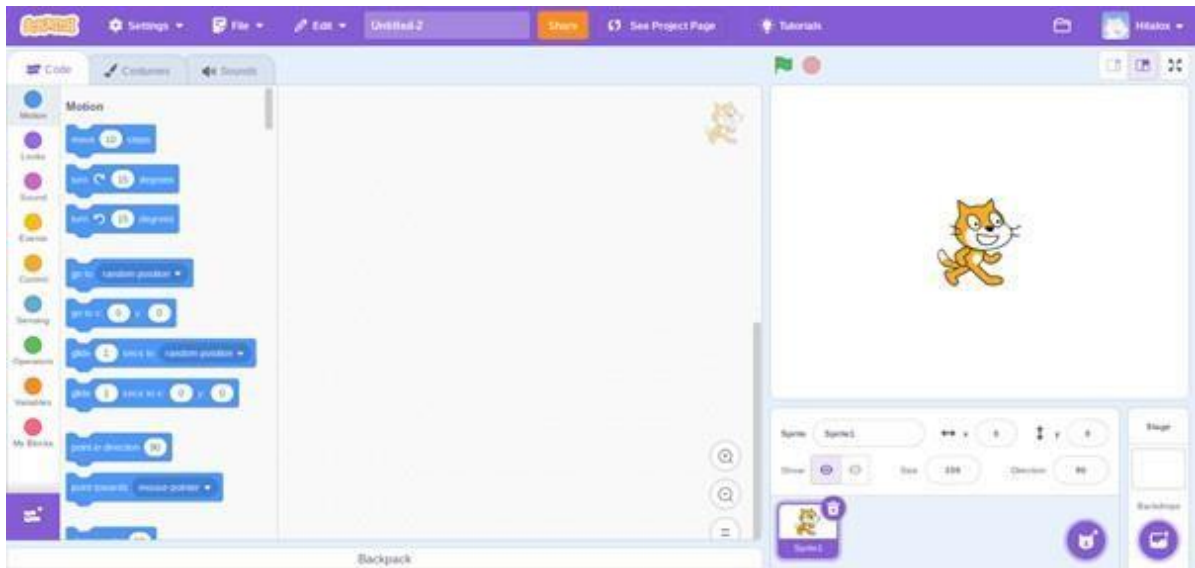 SCRATCH Settings File Edit Untitled-2 Share See Project Page Tutorials Hitalox
Code Costumes Sounds
Motion
Looks
Sound
Events
Control
Sensing
Operators
Variables
My Blocks
Motion
move 10 steps
turn 15 degrees
turn 15 degrees
go to random position
go to x: 0 y: 0
glide 1 secs to random position
glide 1 secs to x: 0 y: 0
point in direction 90
point towards mouse-pointer
Backpack
Sprite Sprite1 x 0 y 0
Show Size 100 Direction 90
Sprite1
Stage
Backdrops